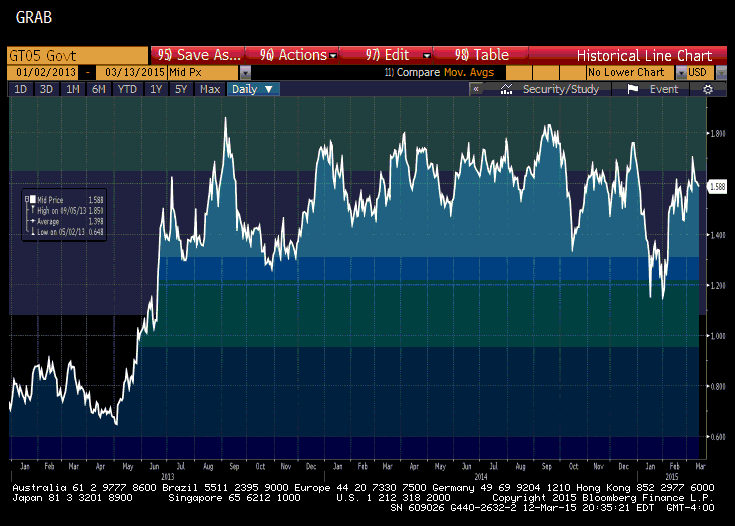 GRAB
GT05 Govt 95) Save As... 96) Actions 97) Edit 98) Table Historical Line Chart
01/02/2013 - 03/13/2015 Mid Px 11) Compare Mov. Avgs No Lower Chart USD
1D 3D 1M 6M YTD 1Y 5Y Max Daily ▼ « Security/Study Event
1.800
Mid Price 1.588
High on 09/05/13 1.859
Average 1.398
Low on 05/02/13 0.648
1.588
1.400
1.200
1.000
0.800
0.600
Jan Feb Mar Apr May Jun Jul Aug Sep Oct Nov Dec Jan Feb Mar Apr May Jun Jul Aug Sep Oct Nov Dec Jan Feb Mar
2013 2014 2015
Australia 61 2 9777 8600 Brazil 5511 2395 9000 Europe 44 20 7330 7500 Germany 49 69 9204 1210 Hong Kong 852 2977 6000
Japan 81 3 3201 8900 Singapore 65 6212 1000 U.S. 1 212 318 2000 Copyright 2015 Bloomberg Finance L.P.
SN 609026 G440-2632-2 12-Mar-15 20:35:21 EDT GMT-4:00